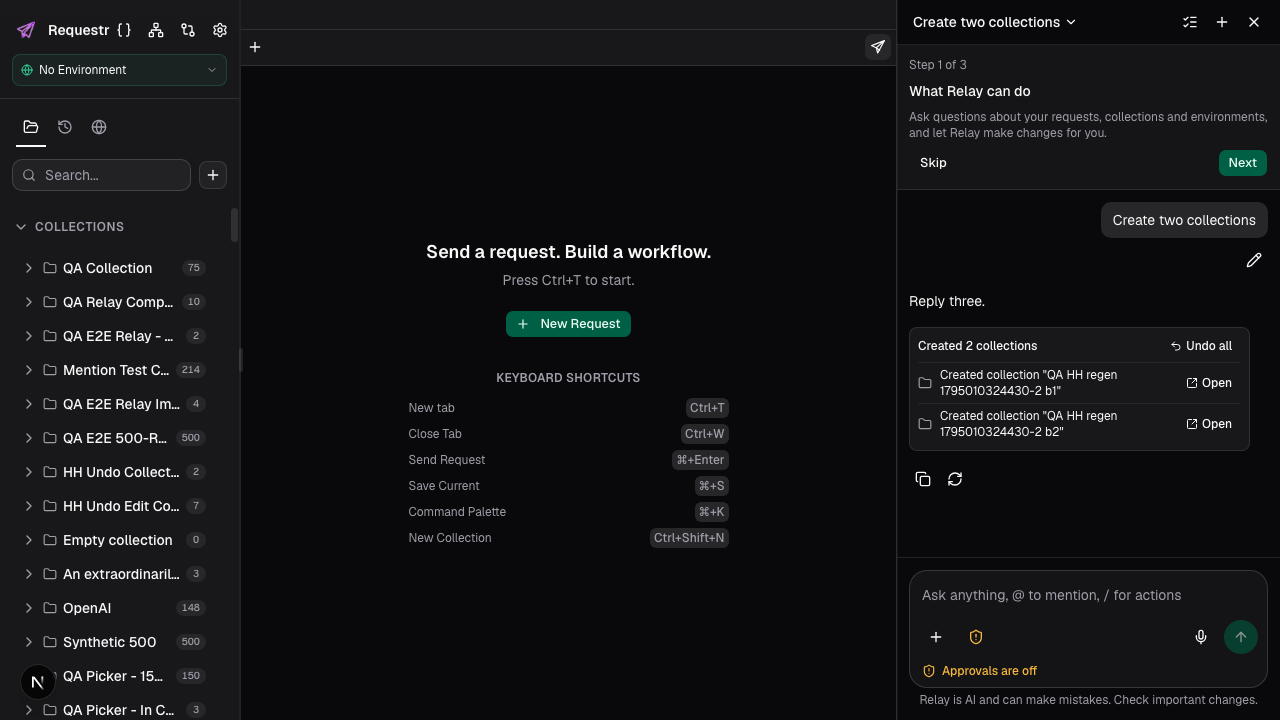 Requestr
No Environment
Search...
COLLECTIONS
QA Collection 75
QA Relay Comp... 10
QA E2E Relay - ... 2
Mention Test C... 214
QA E2E Relay Im... 4
QA E2E 500-R... 500
HH Undo Collect... 2
HH Undo Edit Co... 7
Empty collection 0
An extraordinaril... 3
OpenAI 148
Synthetic 500 500
QA Picker - 15... 150
QA Picker - In C... 3
N
Send a request. Build a workflow.
Press Ctrl+T to start.
New Request
KEYBOARD SHORTCUTS
New tab Ctrl+T
Close Tab Ctrl+W
Send Request ⌘+Enter
Save Current ⌘+S
Command Palette ⌘+K
New Collection Ctrl+Shift+N
Create two collections
Step 1 of 3
What Relay can do
Ask questions about your requests, collections and environments,
and let Relay make changes for you.
Skip Next
Create two collections
Reply three.
Created 2 collections Undo all
Created collection "QA HH regen
1795010324430-2 b1" Open
Created collection "QA HH regen
1795010324430-2 b2" Open
Ask anything, @ to mention, / for actions
Approvals are off
Relay is AI and can make mistakes. Check important changes.